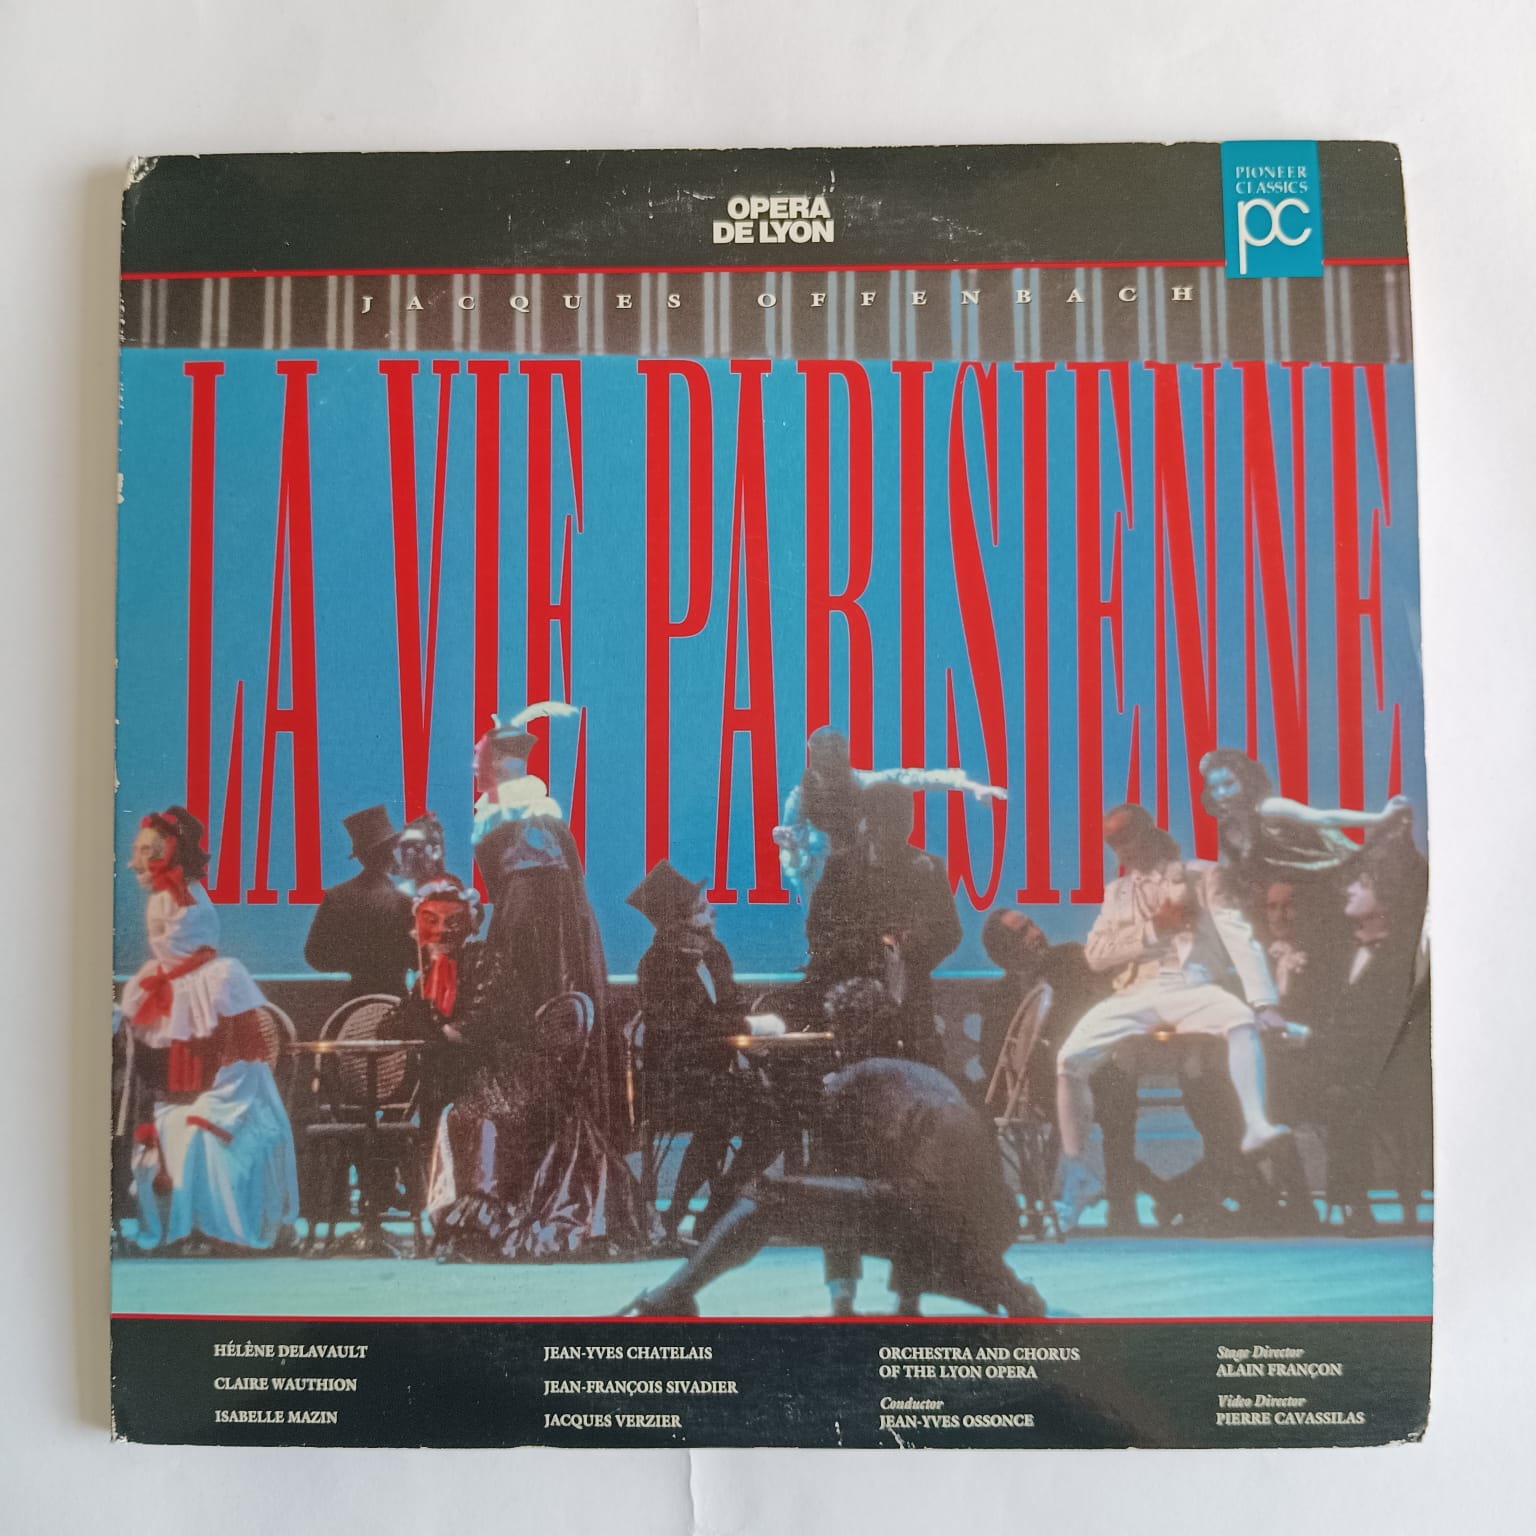 OPERA
DE LYON
PIONEER
CLASSICS
pc
JACQUES OFFENBACH
LA VIE PARISIENNE
HÉLÊNE DELAVAULT
CLAIRE WAUTHION
ISABELLE MAZIN
JEAN-YVES CHATELAIS
JEAN-FRANÇOIS SIVADIER
JACQUES VERZIER
ORCHESTRA AND CHORUS
OF THE LYON OPERA
Conductor
JEAN-YVES OSSONCE
Stage Director
ALAIN FRANÇON
Video Director
PIERRE CAVASSILAS